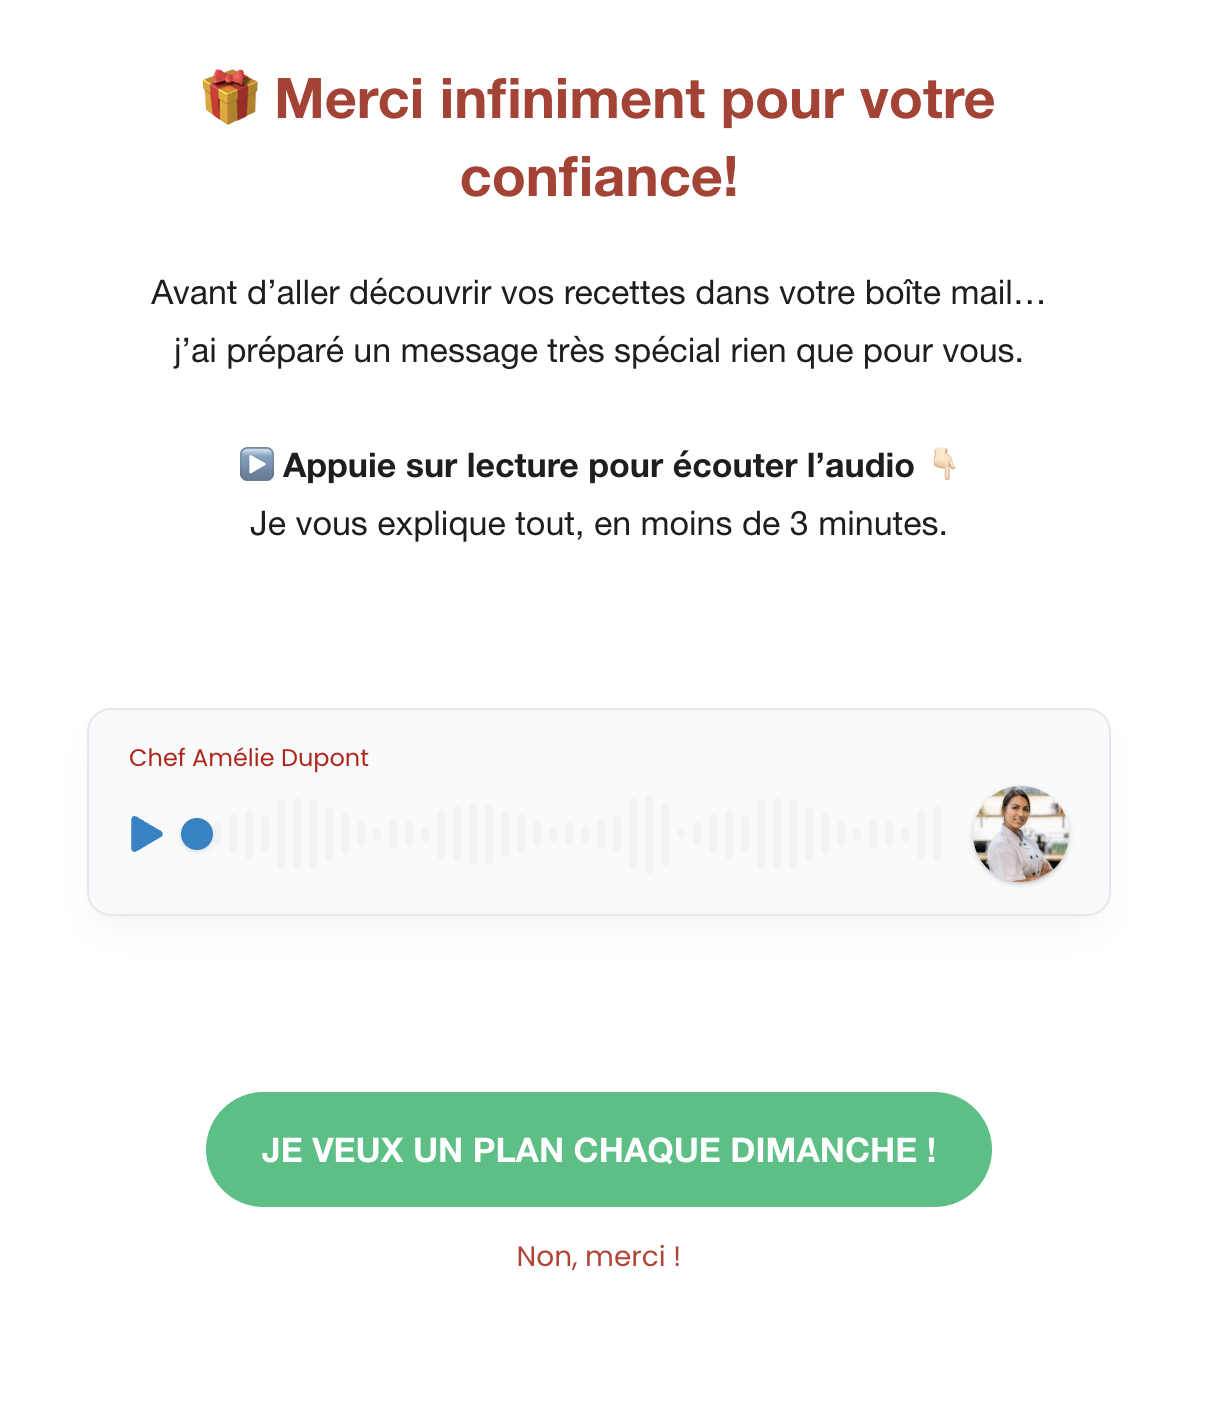 🎁 Merci infiniment pour votre
confiance!
Avant d’aller découvrir vos recettes dans votre boîte mail…
j’ai préparé un message très spécial rien que pour vous.
▶️ Appuie sur lecture pour écouter l’audio 👇🏻
Je vous explique tout, en moins de 3 minutes.
Chef Amélie Dupont
JE VEUX UN PLAN CHAQUE DIMANCHE !
Non, merci !